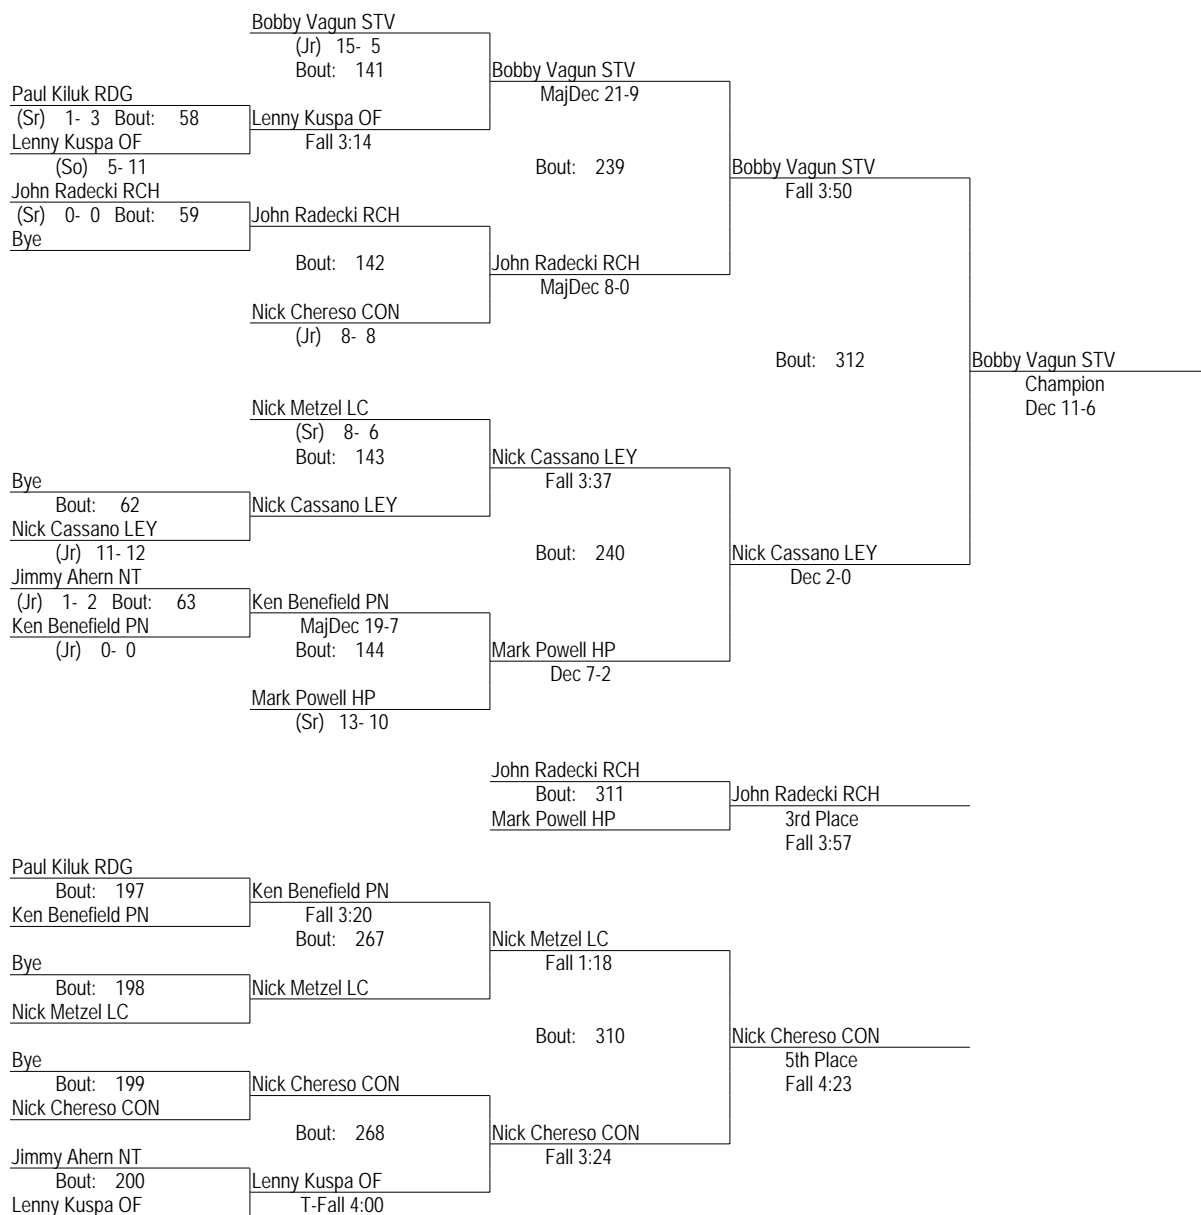 Bobby Vagun STV
(Jr) 15- 5
Bout: 141
Bobby Vagun STV
MajDec 21-9
Paul Kiluk RDG
(Sr) 1- 3 Bout: 58
Lenny Kuspa OF
Lenny Kuspa OF
Fall 3:14
(So) 5- 11
Bout: 239
Bobby Vagun STV
Fall 3:50
John Radecki RCH
(Sr) 0- 0 Bout: 59
John Radecki RCH
Bye
Bout: 142
John Radecki RCH
MajDec 8-0
Nick Chereso CON
(Jr) 8- 8
Bout: 312
Bobby Vagun STV
Champion
Dec 11-6
Nick Metzel LC
(Sr) 8- 6
Bout: 143
Nick Cassano LEY
Fall 3:37
Bye
Bout: 62
Nick Cassano LEY
Nick Cassano LEY
(Jr) 11- 12
Bout: 240
Nick Cassano LEY
Dec 2-0
Jimmy Ahern NT
(Jr) 1- 2 Bout: 63
Ken Benefield PN
Ken Benefield PN
MajDec 19-7
(Jr) 0- 0
Bout: 144
Mark Powell HP
Dec 7-2
Mark Powell HP
(Sr) 13- 10
John Radecki RCH
Bout: 311
John Radecki RCH
Mark Powell HP
3rd Place
Fall 3:57
Paul Kiluk RDG
Bout: 197
Ken Benefield PN
Ken Benefield PN
Fall 3:20
Bout: 267
Nick Metzel LC
Fall 1:18
Bye
Bout: 198
Nick Metzel LC
Nick Metzel LC
Bout: 310
Nick Chereso CON
5th Place
Fall 4:23
Bye
Bout: 199
Nick Chereso CON
Nick Chereso CON
Bout: 268
Nick Chereso CON
Fall 3:24
Jimmy Ahern NT
Bout: 200
Lenny Kuspa OF
Lenny Kuspa OF
T-Fall 4:00